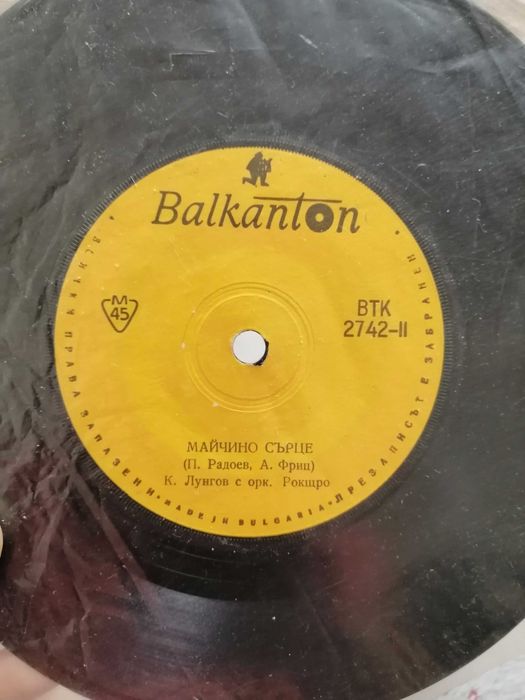 Balkanton
M
45
ВТК
2742-II
МАЙЧИНО СЪРЦЕ
(П. Радоев, А. Фриц)
К. Лунгов с орк. Рокщро
ВСИЧКИ ПРАВА ЗАПАЗЕНИ · MADE IN BULGARIA · ПРЕЗАПИСЪТ Е ЗАБРАНЕН